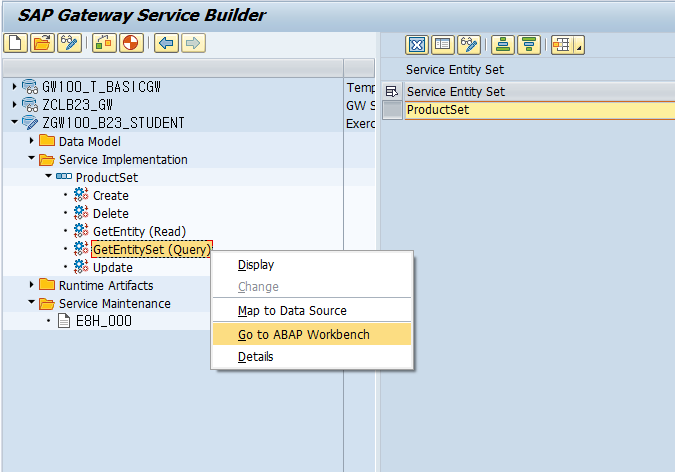 SAP Gateway Service Builder
GW100_T_BASICGW Temp
ZCLB23_GW GW S
ZGW100_B23_STUDENT Exerc
Data Model
Service Implementation
ProductSet
Create
Delete
GetEntity (Read)
GetEntitySet (Query)
Update
Runtime Artifacts
Service Maintenance
E8H_000
Display
Change
Map to Data Source
Go to ABAP Workbench
Details
Service Entity Set
Service Entity Set
ProductSet